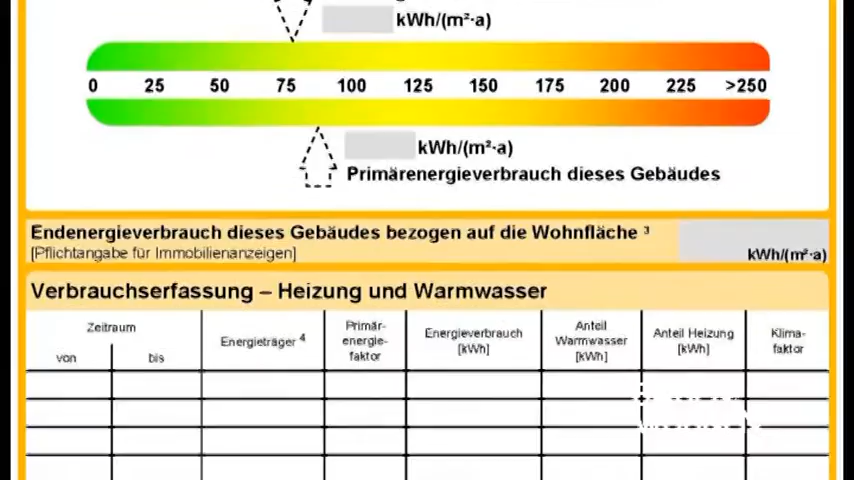 kWh/(m²·a)
0 25 50 75 100 125 150 175 200 225 >250
kWh/(m²·a)
Primärenergieverbrauch dieses Gebäudes
Endenergieverbrauch dieses Gebäudes bezogen auf die Wohnfläche ³
[Pflichtangabe für Immobilienanzeigen]
kWh/(m²·a)
Verbrauchserfassung – Heizung und Warmwasser
Zeitraum
von bis
Energieträger ⁴
Primär-
energie-
faktor
Energieverbrauch
[kWh]
Anteil
Warmwasser
[kWh]
Anteil Heizung
[kWh]
Klima-
faktor